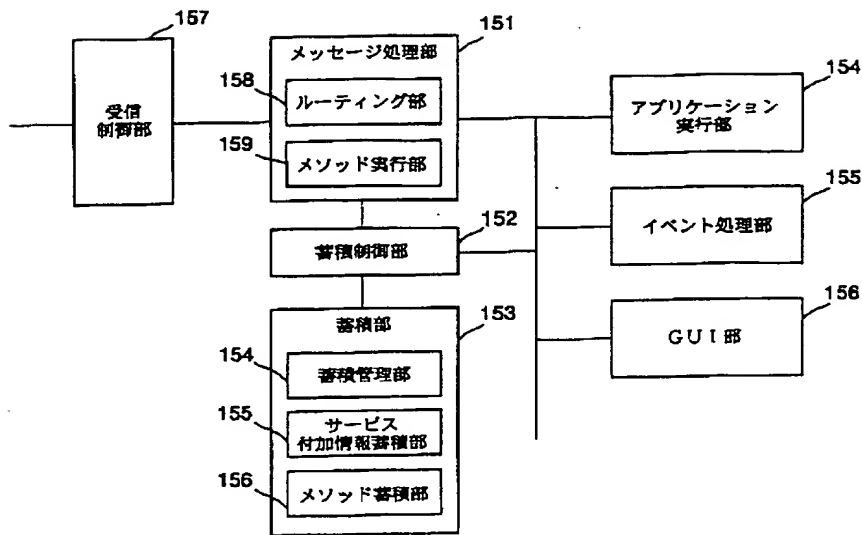 157
受信
制御部
151
メッセージ処理部
158
ルーティング部
159
メソッド実行部
152
蓄積制御部
153
蓄積部
154
蓄積管理部
155
サービス
付加情報蓄積部
156
メソッド蓄積部
154
アプリケーション
実行部
155
イベント処理部
156
GUI部